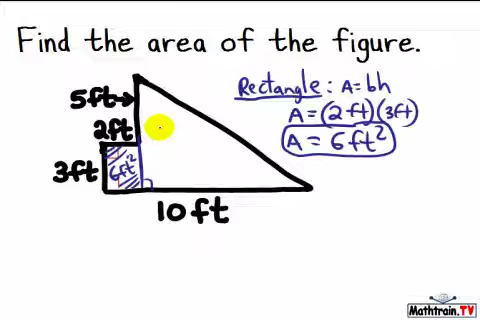 Find the area of the figure.
5ft
2ft
3ft
6ft²
10ft
Rectangle: A=bh
A=(2ft)(3ft)
A = 6ft²
Mathtrain.TV